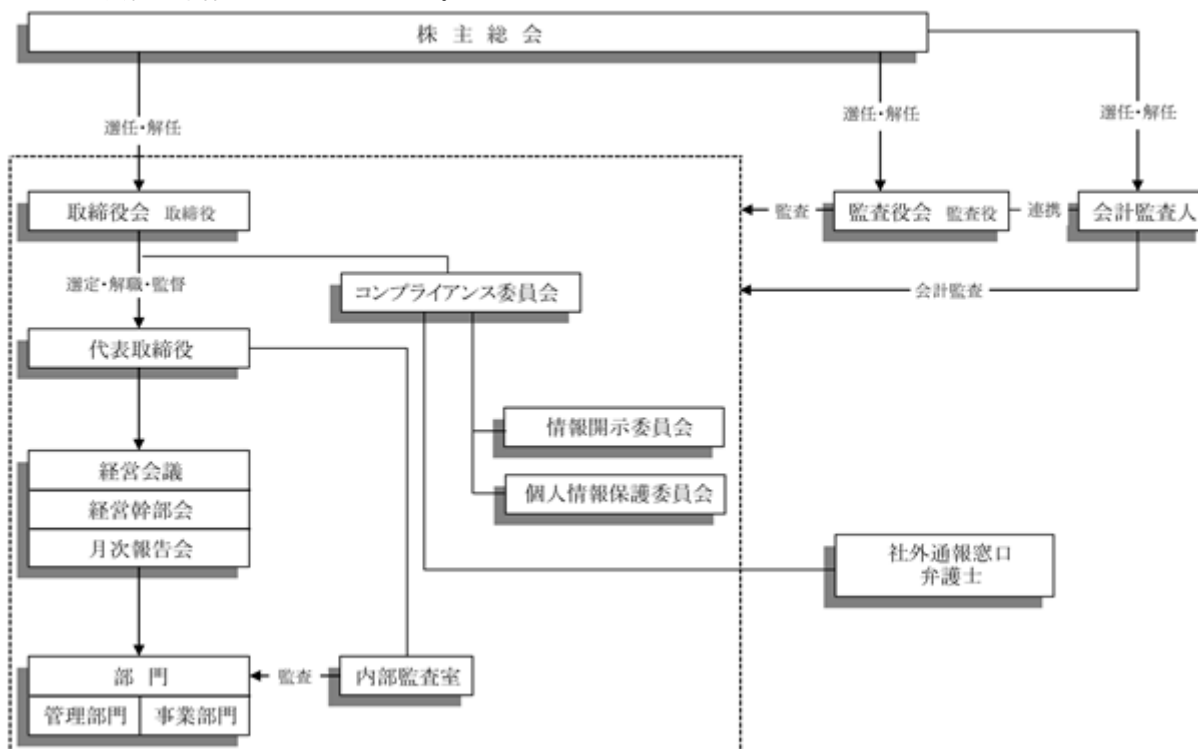 株主総会
選任・解任
選任・解任
選任・解任
取締役会 取締役
監査
監査役会 監査役
連携
会計監査人
選定・解職・監督
コンプライアンス委員会
会計監査
代表取締役
情報開示委員会
経営会議
個人情報保護委員会
経営幹部会
月次報告会
社外通報窓口
弁護士
部門
監査
内部監査室
管理部門
事業部門